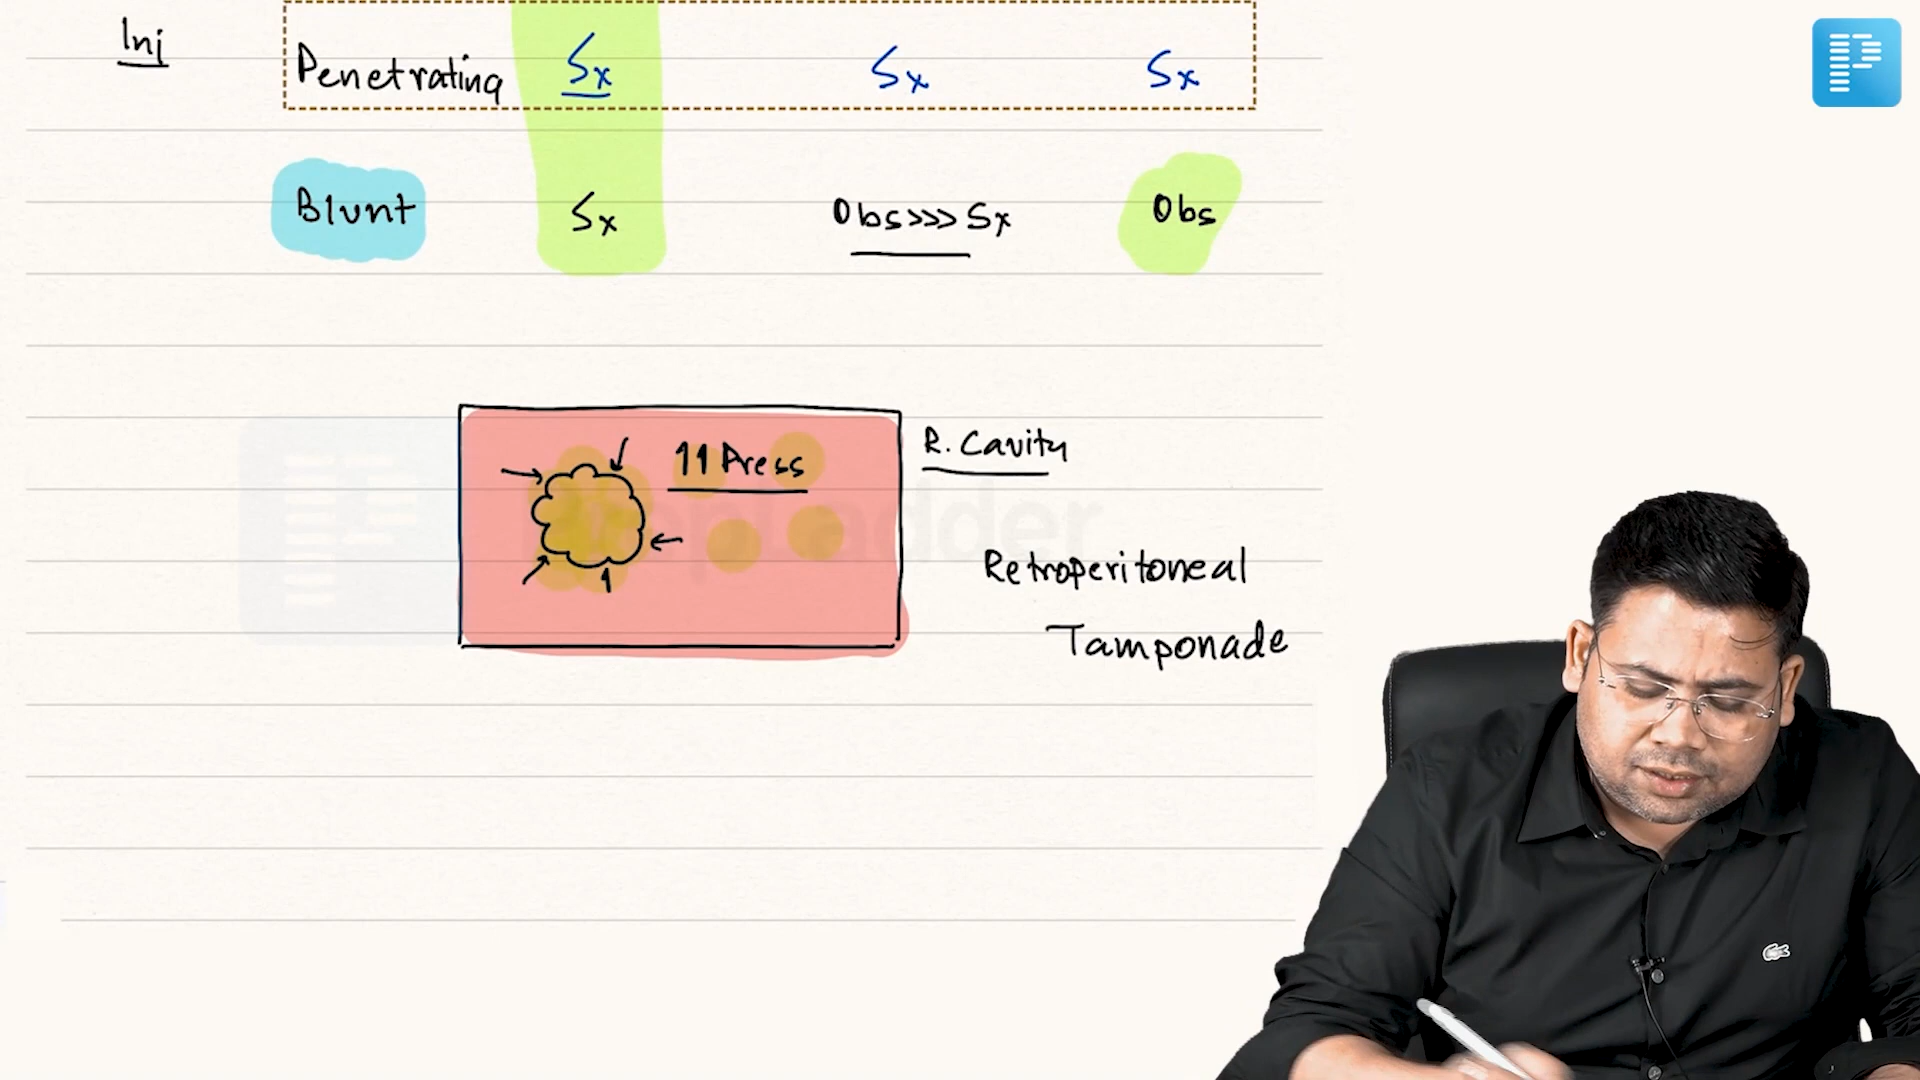 Inj
Penetrating Sx Sx Sx
Blunt Sx Obs>>>Sx Obs
↑↑ Press
R. Cavity
Retroperitoneal
Tamponade